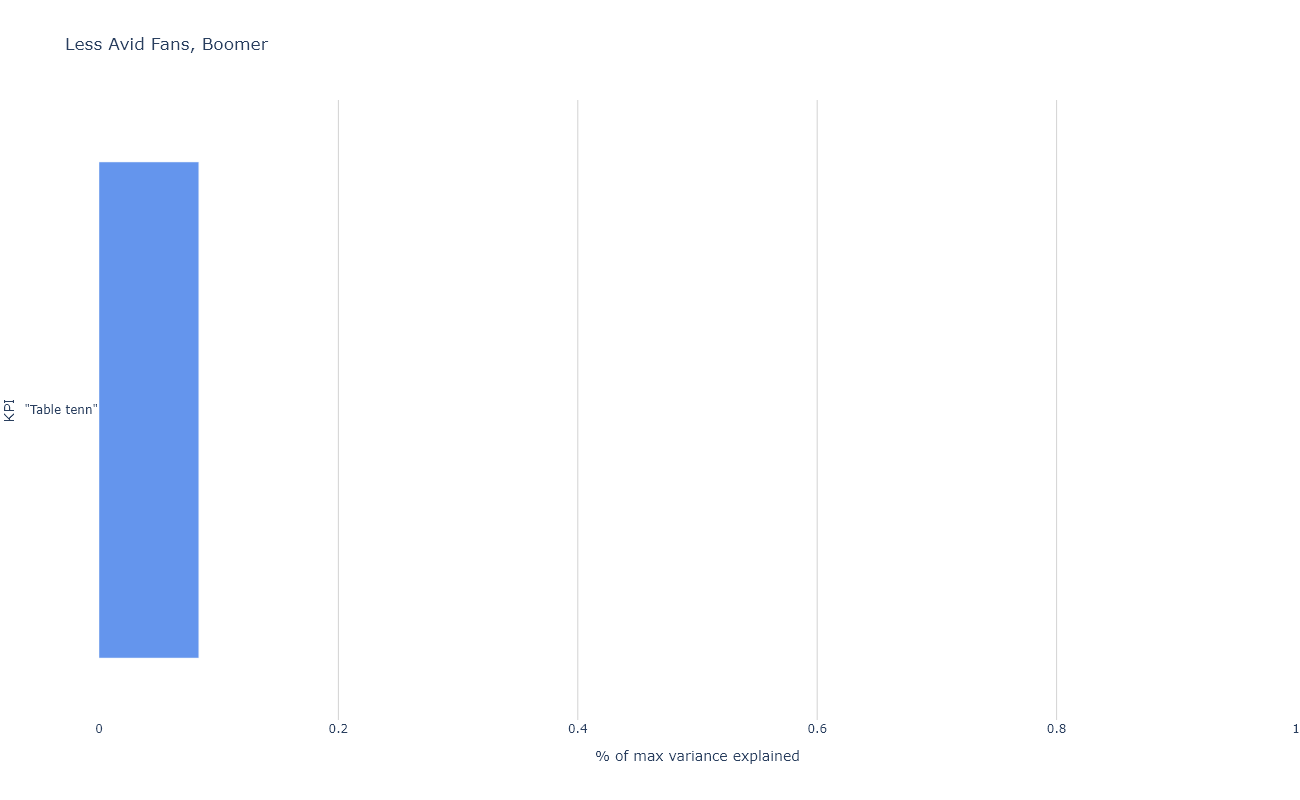 Less Avid Fans, Boomer
KPI
"Table tenn"
0 0.2 0.4 0.6 0.8 1
% of max variance explained